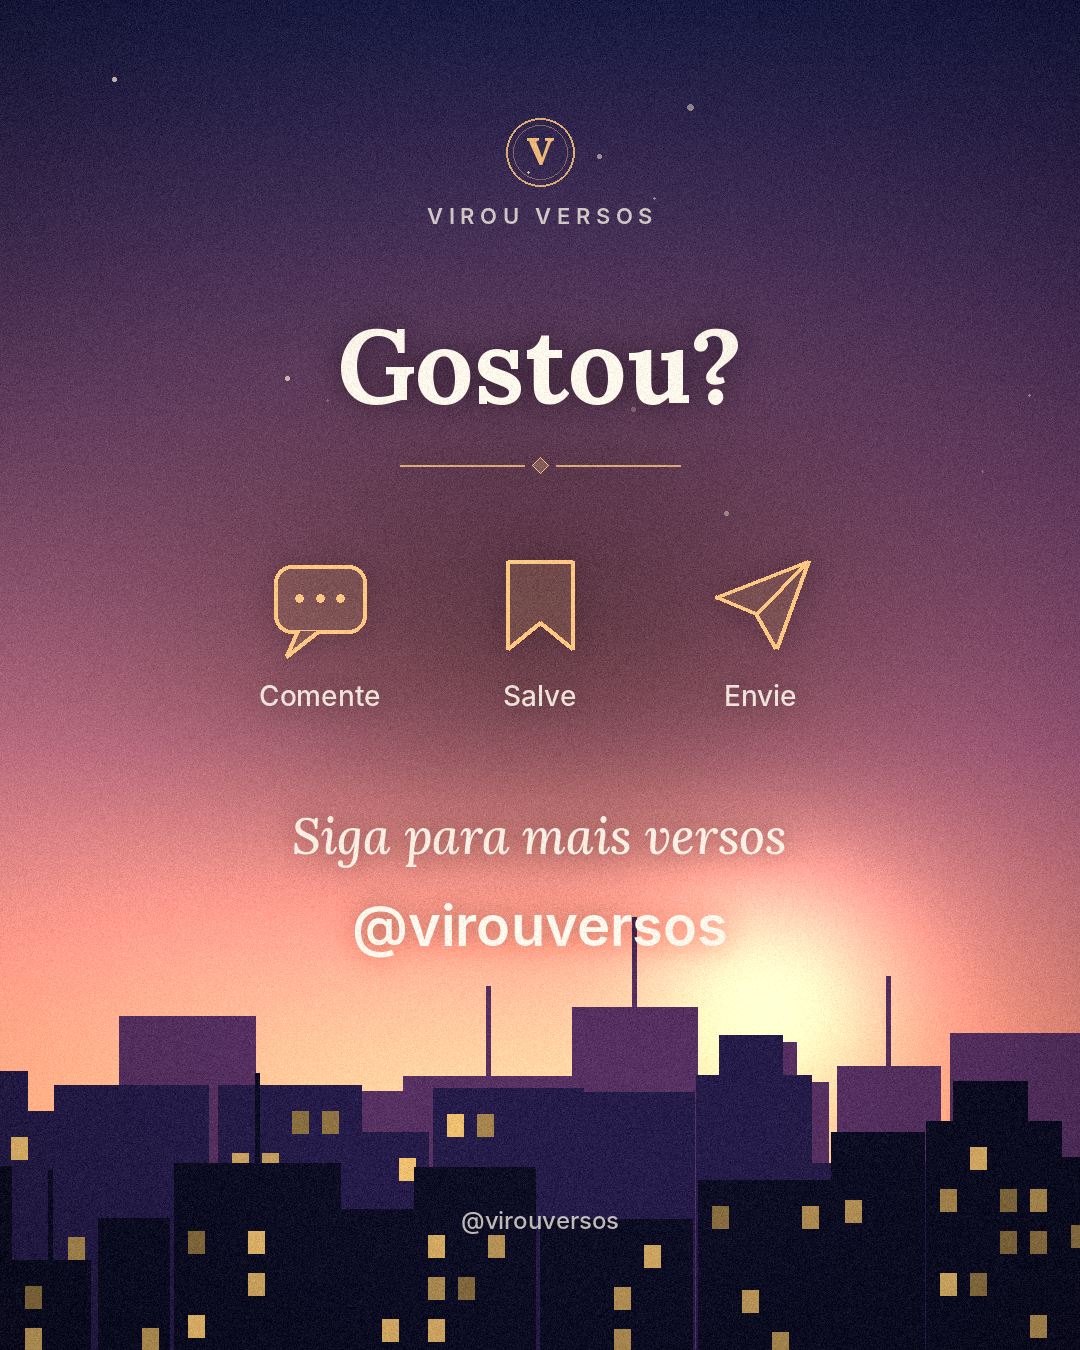 V
VIROU VERSOS
Gostou?
Comente Salve Envie
Siga para mais versos
@virouversos
@virouversos